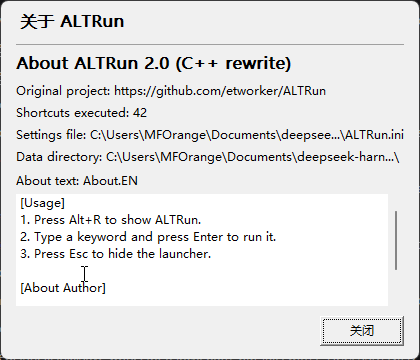 关于 ALTRun
About ALTRun 2.0 (C++ rewrite)
Original project: https://github.com/etworker/ALTRun
Shortcuts executed: 42
Settings file: C:\Users\MFOrange\Documents\deepsee...\ALTRun.ini
Data directory: C:\Users\MFOrange\Documents\deepseek-harn...\
About text: About.EN
[Usage]
1. Press Alt+R to show ALTRun.
2. Type a keyword and press Enter to run it.
3. Press Esc to hide the launcher.
[About Author]
关闭